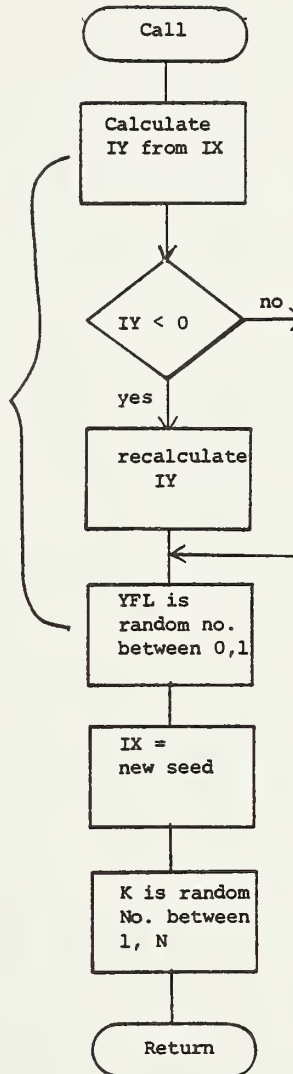 Call
Calculate
IY from IX
IY < 0
no
yes
recalculate
IY
YFL is
random no.
between 0,1
IX =
new seed
K is random
No. between
1, N
Return